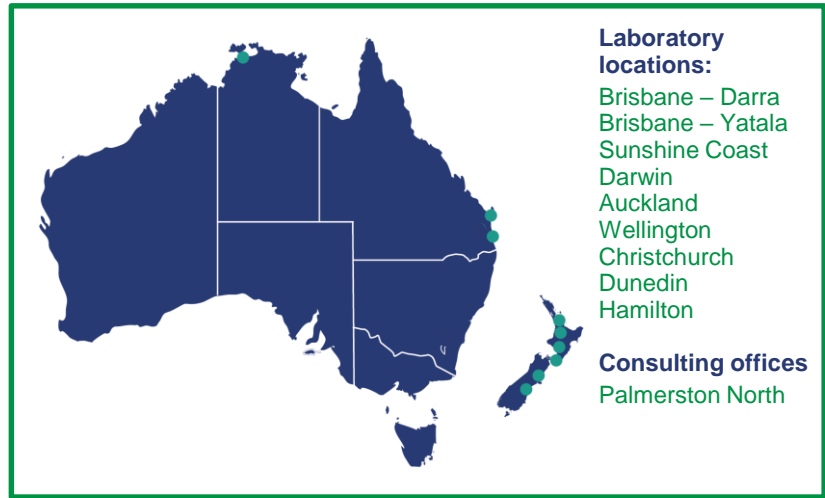 Laboratory
locations:
Brisbane – Darra
Brisbane – Yatala
Sunshine Coast
Darwin
Auckland
Wellington
Christchurch
Dunedin
Hamilton
Consulting offices
Palmerston North